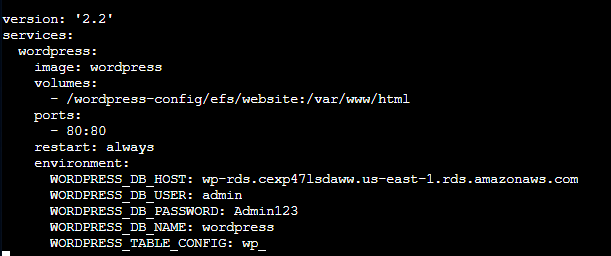 version: '2.2'
services:
  wordpress:
    image: wordpress
    volumes:
      - /wordpress-config/efs/website:/var/www/html
    ports:
      - 80:80
    restart: always
    environment:
      WORDPRESS_DB_HOST: wp-rds.cexp47lsdaww.us-east-1.rds.amazonaws.com
      WORDPRESS_DB_USER: admin
      WORDPRESS_DB_PASSWORD: Admin123
      WORDPRESS_DB_NAME: wordpress
      WORDPRESS_TABLE_CONFIG: wp_